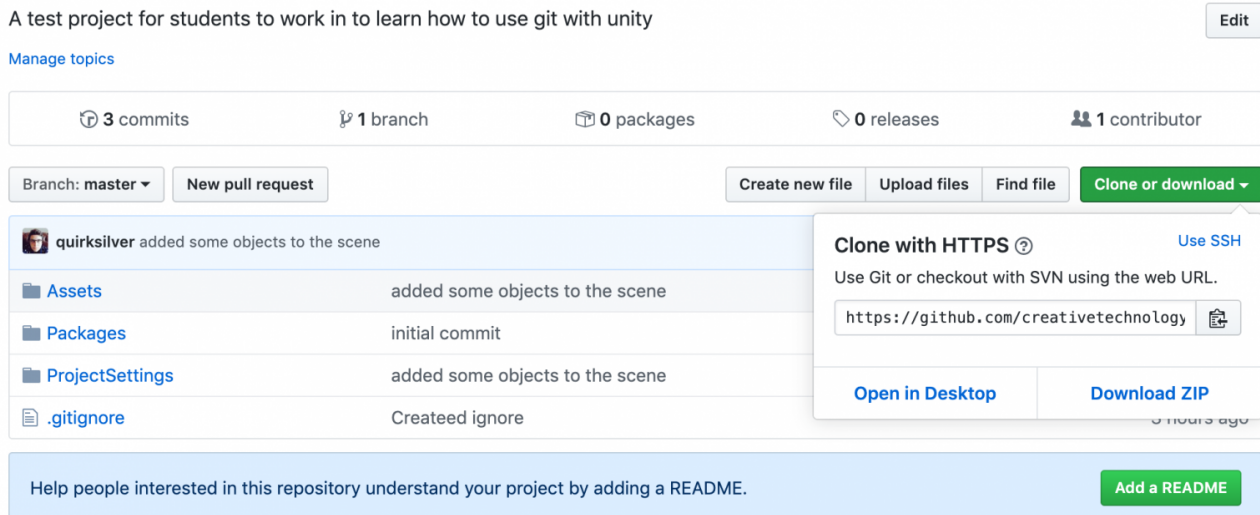 A test project for students to work in to learn how to use git with unity
Edit
Manage topics
3 commits
1 branch
0 packages
0 releases
1 contributor
Branch: master
New pull request
Create new file
Upload files
Find file
Clone or download
quirksilver added some objects to the scene
Clone with HTTPS
Use SSH
Use Git or checkout with SVN using the web URL.
https://github.com/creativetechnology
Assets added some objects to the scene
Packages initial commit
ProjectSettings added some objects to the scene
Open in Desktop
Download ZIP
.gitignore Createed ignore
3 hours ago
Help people interested in this repository understand your project by adding a README.
Add a README